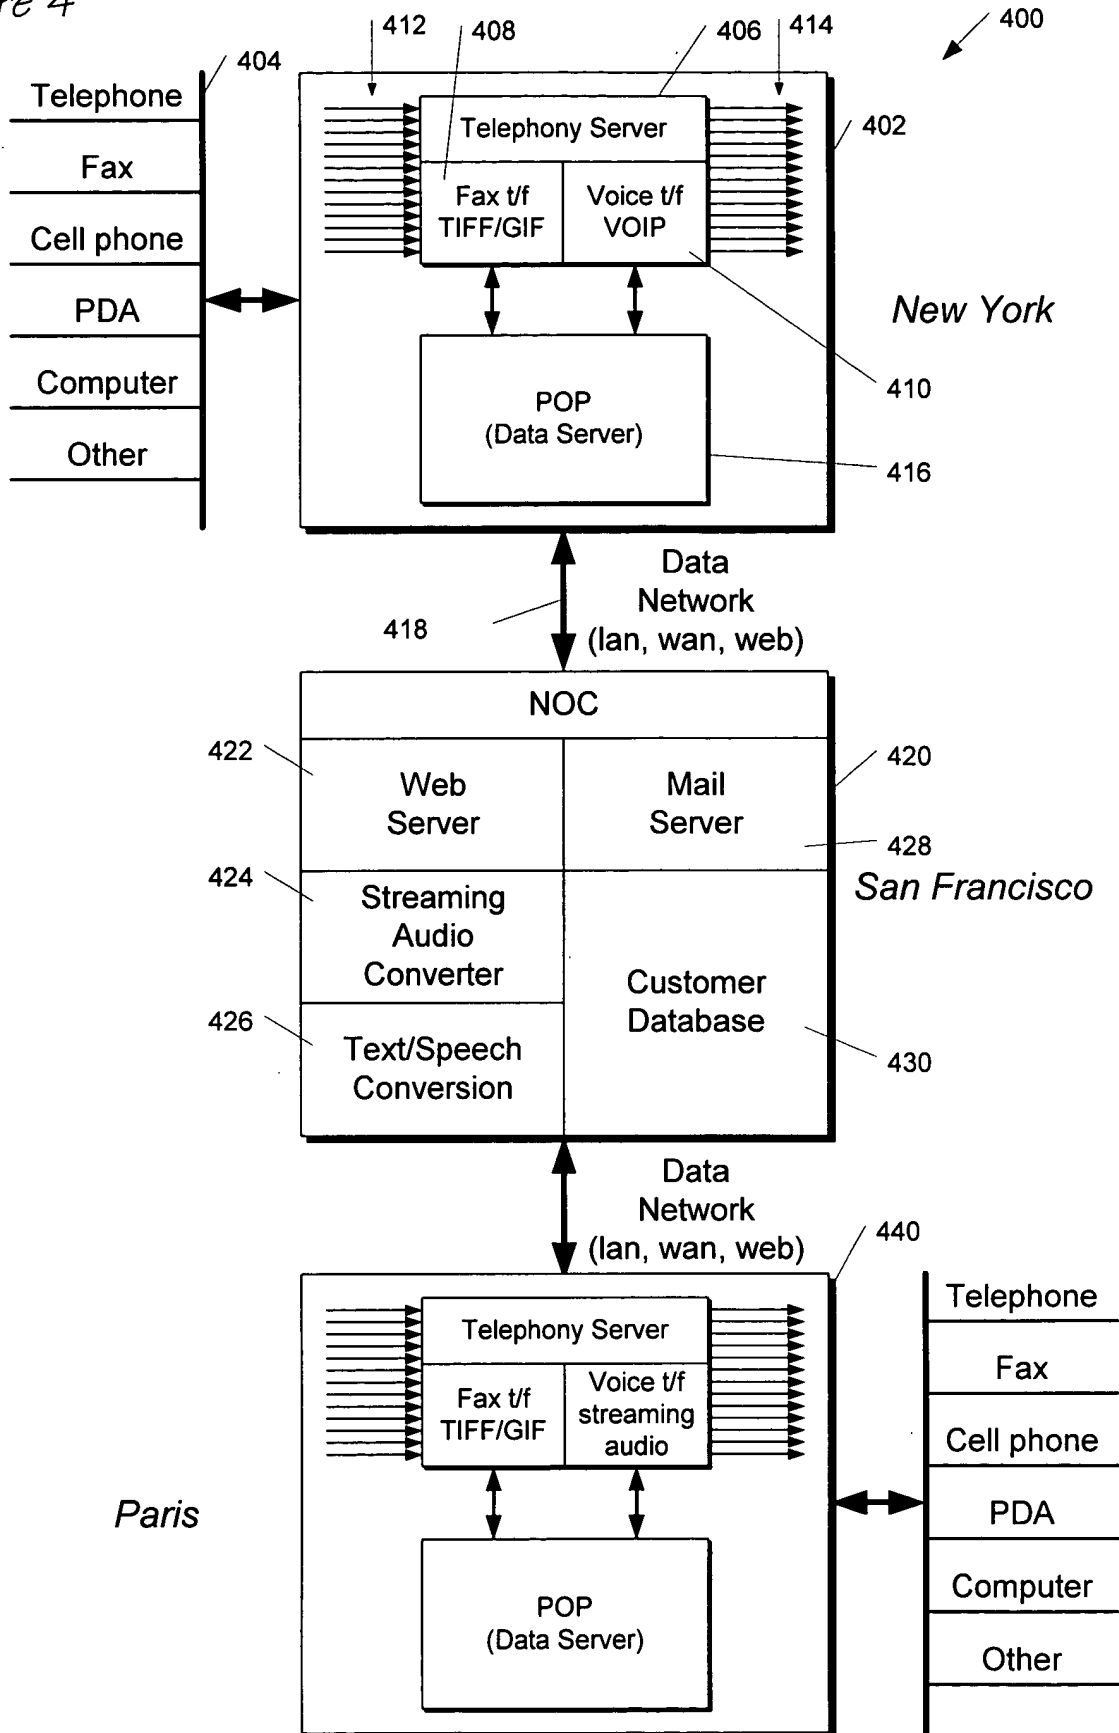 re 4
412
408
406
414
400
404
402
Telephone
Fax
Cell phone
PDA
Computer
Other
Telephony Server
Fax t/f
TIFF/GIF
Voice t/f
VOIP
New York
410
POP
(Data Server)
416
418
Data
Network
(lan, wan, web)
NOC
422
Web
Server
Mail
Server
420
428
424
Streaming
Audio
Converter
San Francisco
Customer
Database
426
Text/Speech
Conversion
430
Data
Network
(lan, wan, web)
440
Telephony Server
Fax t/f
TIFF/GIF
Voice t/f
streaming
audio
Telephone
Fax
Cell phone
PDA
Computer
Other
Paris
POP
(Data Server)